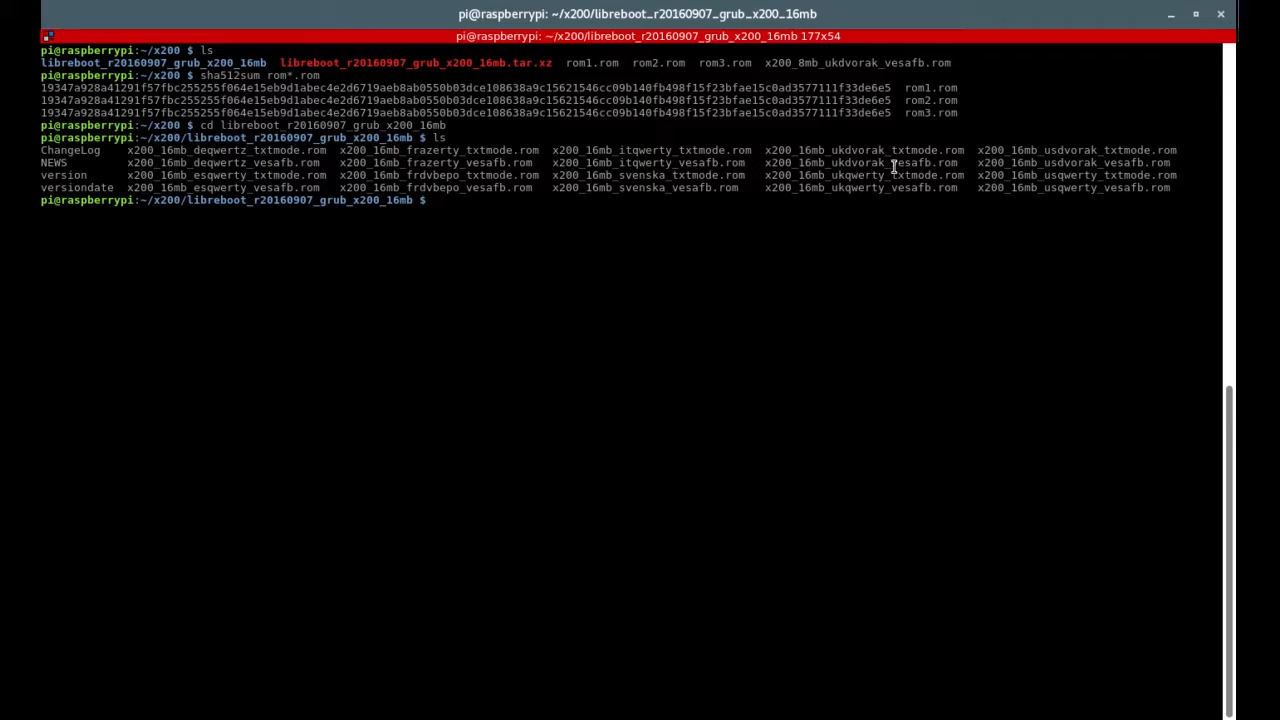 pi@raspberrypi: ~/x200/libreboot_r20160907_grub_x200_16mb
pi@raspberrypi: ~/x200/libreboot_r20160907_grub_x200_16mb 177x54
pi@raspberrypi:~/x200 $ ls
libreboot_r20160907_grub_x200_16mb  libreboot_r20160907_grub_x200_16mb.tar.xz  rom1.rom  rom2.rom  rom3.rom  x200_8mb_ukdvorak_vesafb.rom
pi@raspberrypi:~/x200 $ sha512sum rom*.rom
19347a928a41291f57fbc255255f064e15eb9d1abec4e2d6719aeb8ab0550b03dce108638a9c15621546cc09b140fb498f15f23bfae15c0ad3577111f33de6e5  rom1.rom
19347a928a41291f57fbc255255f064e15eb9d1abec4e2d6719aeb8ab0550b03dce108638a9c15621546cc09b140fb498f15f23bfae15c0ad3577111f33de6e5  rom2.rom
19347a928a41291f57fbc255255f064e15eb9d1abec4e2d6719aeb8ab0550b03dce108638a9c15621546cc09b140fb498f15f23bfae15c0ad3577111f33de6e5  rom3.rom
pi@raspberrypi:~/x200 $ cd libreboot_r20160907_grub_x200_16mb
pi@raspberrypi:~/x200/libreboot_r20160907_grub_x200_16mb $ ls
ChangeLog    x200_16mb_deqwertz_txtmode.rom  x200_16mb_frazerty_txtmode.rom  x200_16mb_itqwerty_txtmode.rom  x200_16mb_ukdvorak_txtmode.rom  x200_16mb_usdvorak_txtmode.rom
NEWS         x200_16mb_deqwertz_vesafb.rom   x200_16mb_frazerty_vesafb.rom   x200_16mb_itqwerty_vesafb.rom   x200_16mb_ukdvorak_vesafb.rom   x200_16mb_usdvorak_vesafb.rom
version      x200_16mb_esqwerty_txtmode.rom  x200_16mb_frdvbepo_txtmode.rom  x200_16mb_svenska_txtmode.rom   x200_16mb_ukqwerty_txtmode.rom  x200_16mb_usqwerty_txtmode.rom
versiondate  x200_16mb_esqwerty_vesafb.rom   x200_16mb_frdvbepo_vesafb.rom   x200_16mb_svenska_vesafb.rom    x200_16mb_ukqwerty_vesafb.rom   x200_16mb_usqwerty_vesafb.rom
pi@raspberrypi:~/x200/libreboot_r20160907_grub_x200_16mb $